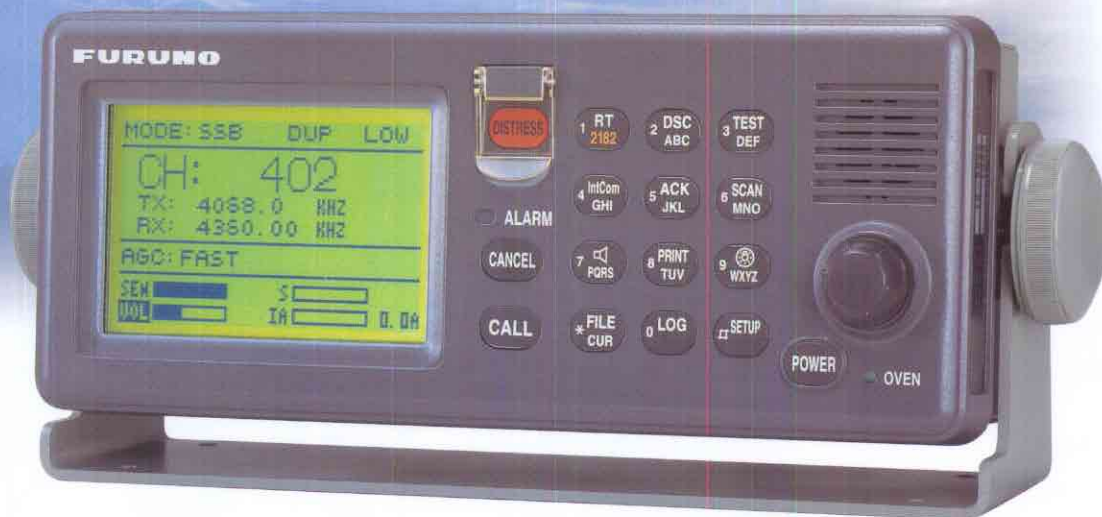 FURUNO
MODE: SSB DUP LOW
CH: 402
TX: 4068.0 KHZ
RX: 4360.00 KHZ
AGC: FAST
SEN S
VOL IA 0.0A
DISTRESS
ALARM
CANCEL
CALL
1 RT 2182
2 DSC ABC
3 TEST DEF
4 IntCom GHI
5 ACK JKL
6 SCAN MNO
7 PQRS
8 PRINT TUV
9 WXYZ
* FILE CUR
0 LOG
# SETUP
POWER
OVEN